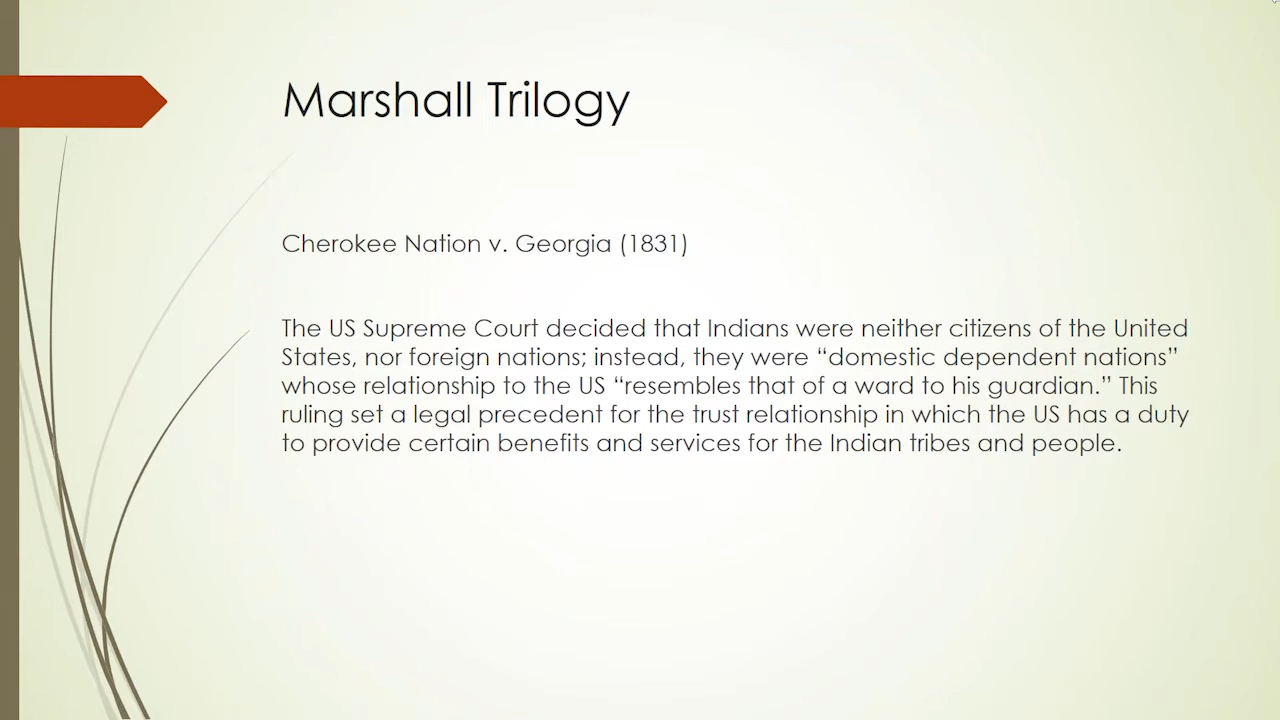 Marshall Trilogy
Cherokee Nation v. Georgia (1831)
The US Supreme Court decided that Indians were neither citizens of the United
States, nor foreign nations; instead, they were “domestic dependent nations”
whose relationship to the US “resembles that of a ward to his guardian.” This
ruling set a legal precedent for the trust relationship in which the US has a duty
to provide certain benefits and services for the Indian tribes and people.